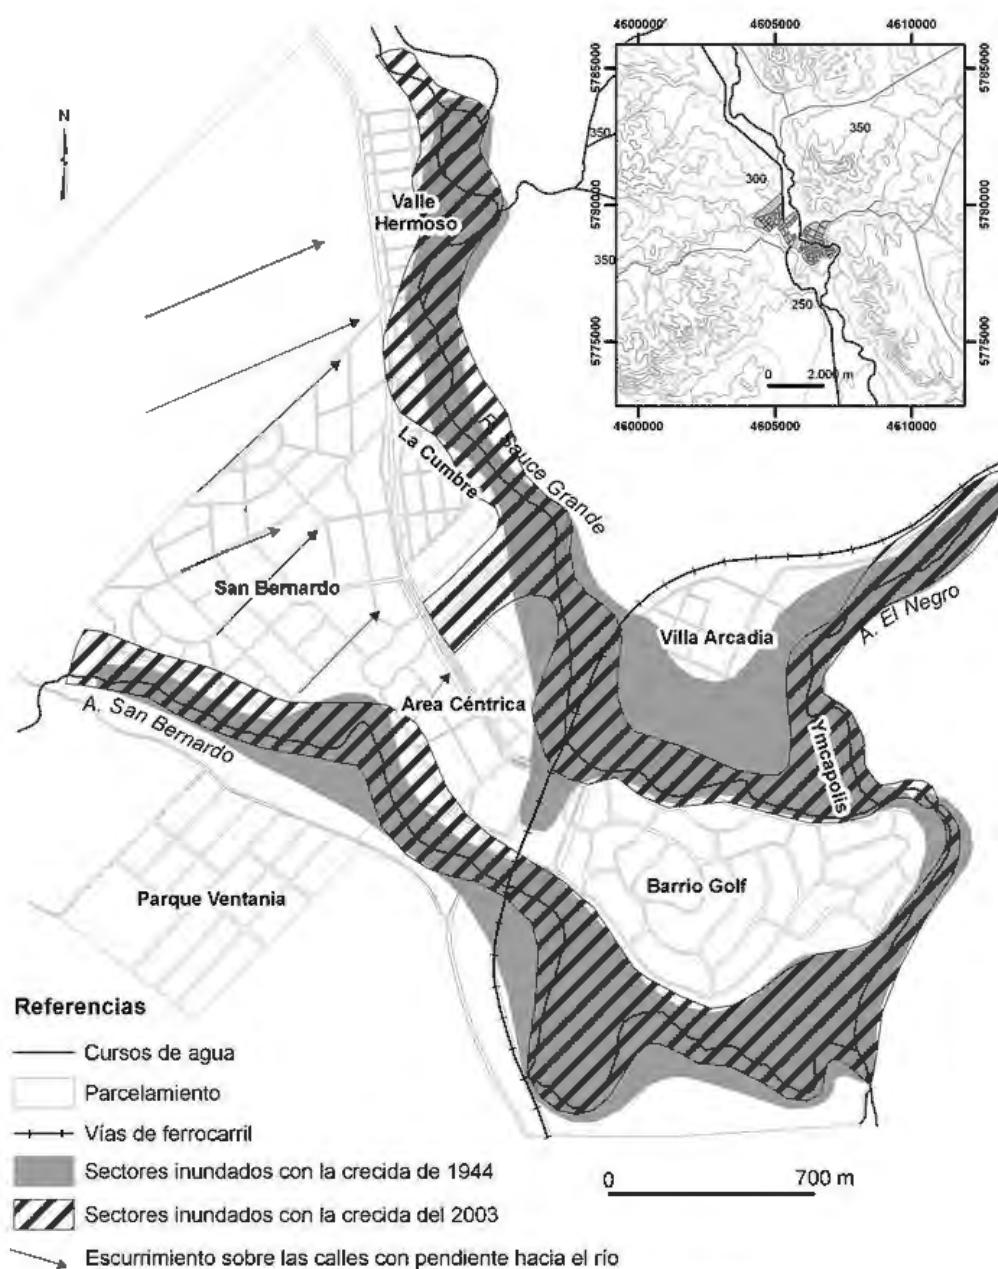 4600000
4605000
4610000
5785000
5785000
350
350
300
5780000
5780000
350
250
5775000
5775000
0 2.000 m
4600000
4605000
4610000
N
Valle
Hermoso
La Cumbre
R. Sauce Grande
San Bernardo
Villa Arcadia
A. El Negro
Area Céntrica
A. San Bernardo
Ymcapolis
Parque Ventania
Barrio Golf
Referencias
Cursos de agua
Parcelamiento
Vías de ferrocarril
Sectores inundados con la crecida de 1944
Sectores inundados con la crecida del 2003
Escurrimiento sobre las calles con pendiente hacia el río
0 700 m